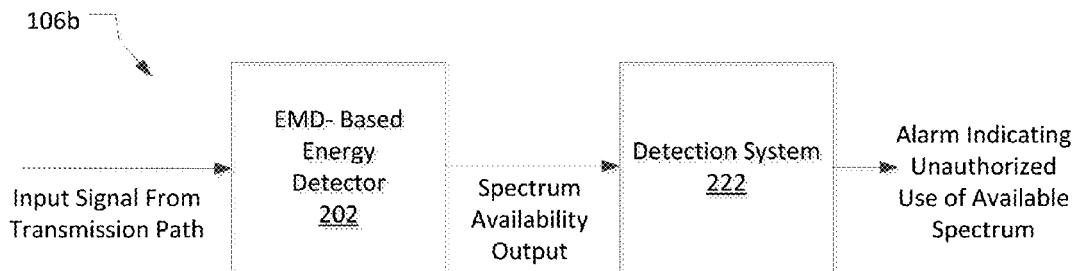 106b
EMD- Based
Energy
Detector
202
Input Signal From
Transmission Path
Spectrum
Availability
Output
Detection System
222
Alarm Indicating
Unauthorized
Use of Available
Spectrum